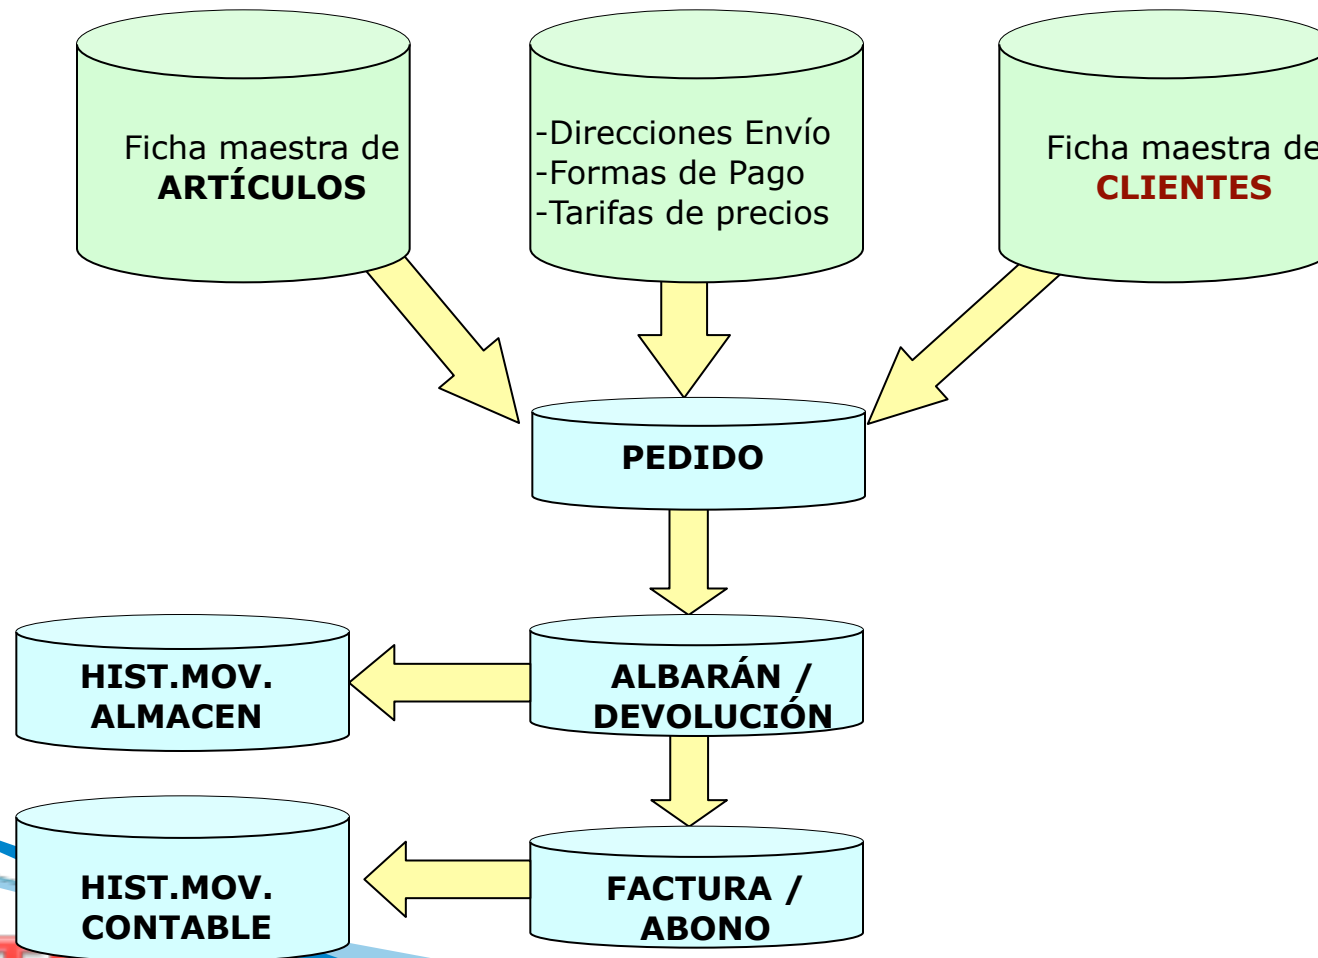 Ficha maestra de
ARTÍCULOS
-Direcciones Envío
-Formas de Pago
-Tarifas de precios
Ficha maestra de
CLIENTES
PEDIDO
HIST.MOV.
ALMACEN
ALBARÁN /
DEVOLUCIÓN
HIST.MOV.
CONTABLE
FACTURA /
ABONO